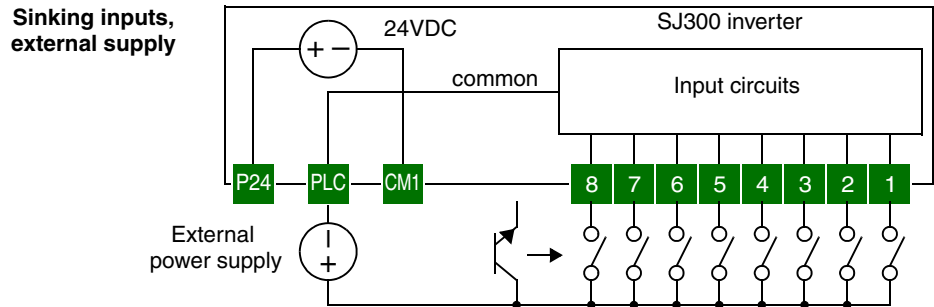 Sinking inputs,
external supply
24VDC
SJ300 inverter
+ −
common
Input circuits
P24 PLC CM1 8 7 6 5 4 3 2 1
External
power supply
−
+